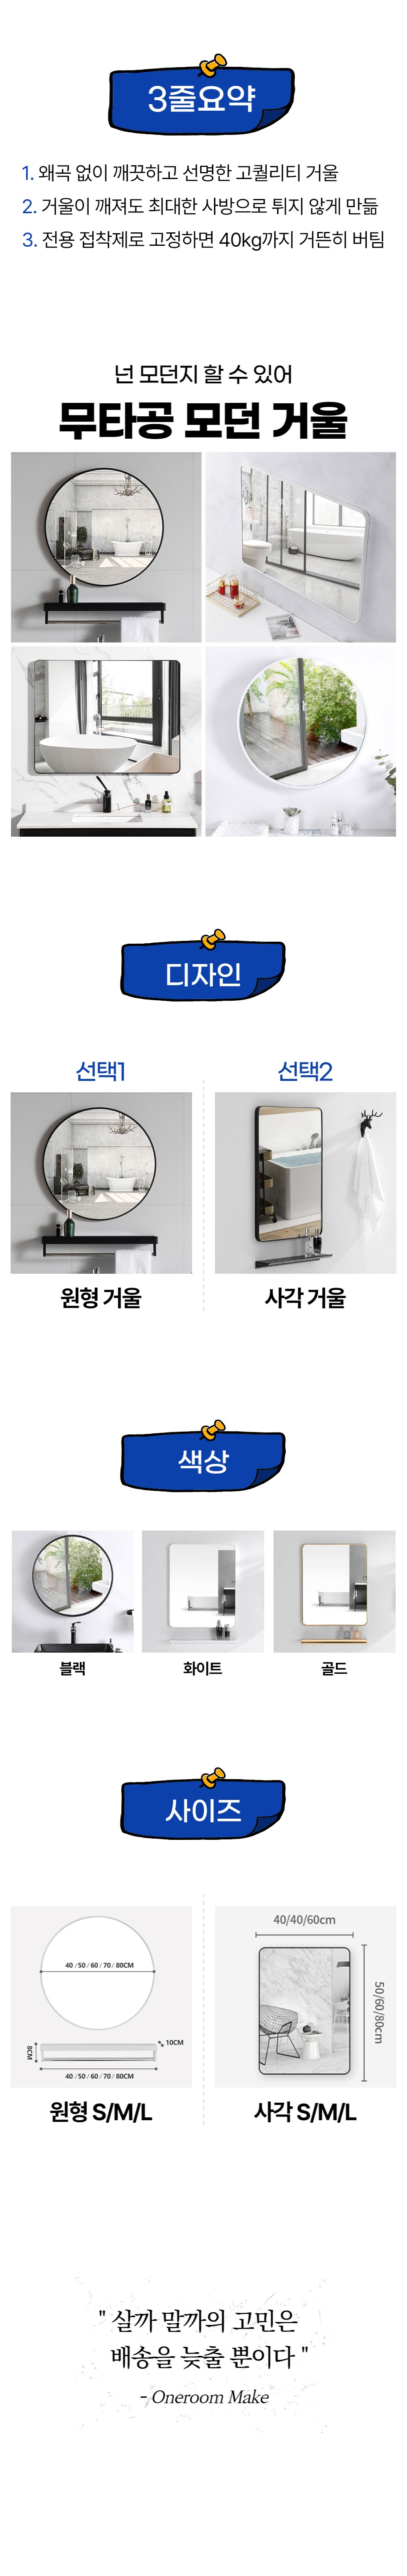 3줄요약
1. 왜곡 없이 깨끗하고 선명한 고퀄리티 거울
2. 거울이 깨져도 최대한 사방으로 튀지 않게 만듦
3. 전용 접착제로 고정하면 40kg까지 거뜬히 버팀
넌 모던지 할 수 있어
무타공 모던 거울
디자인
선택1
선택2
원형 거울
사각 거울
색상
블랙
화이트
골드
사이즈
40 / 50 / 60 / 70 / 80CM
10CM
8CM
40 / 50 / 60 / 70 / 80CM
원형 S/M/L
40/40/60cm
50/60/80cm
사각 S/M/L
" 살까 말까의 고민은
배송을 늦출 뿐이다 "
- Oneroom Make